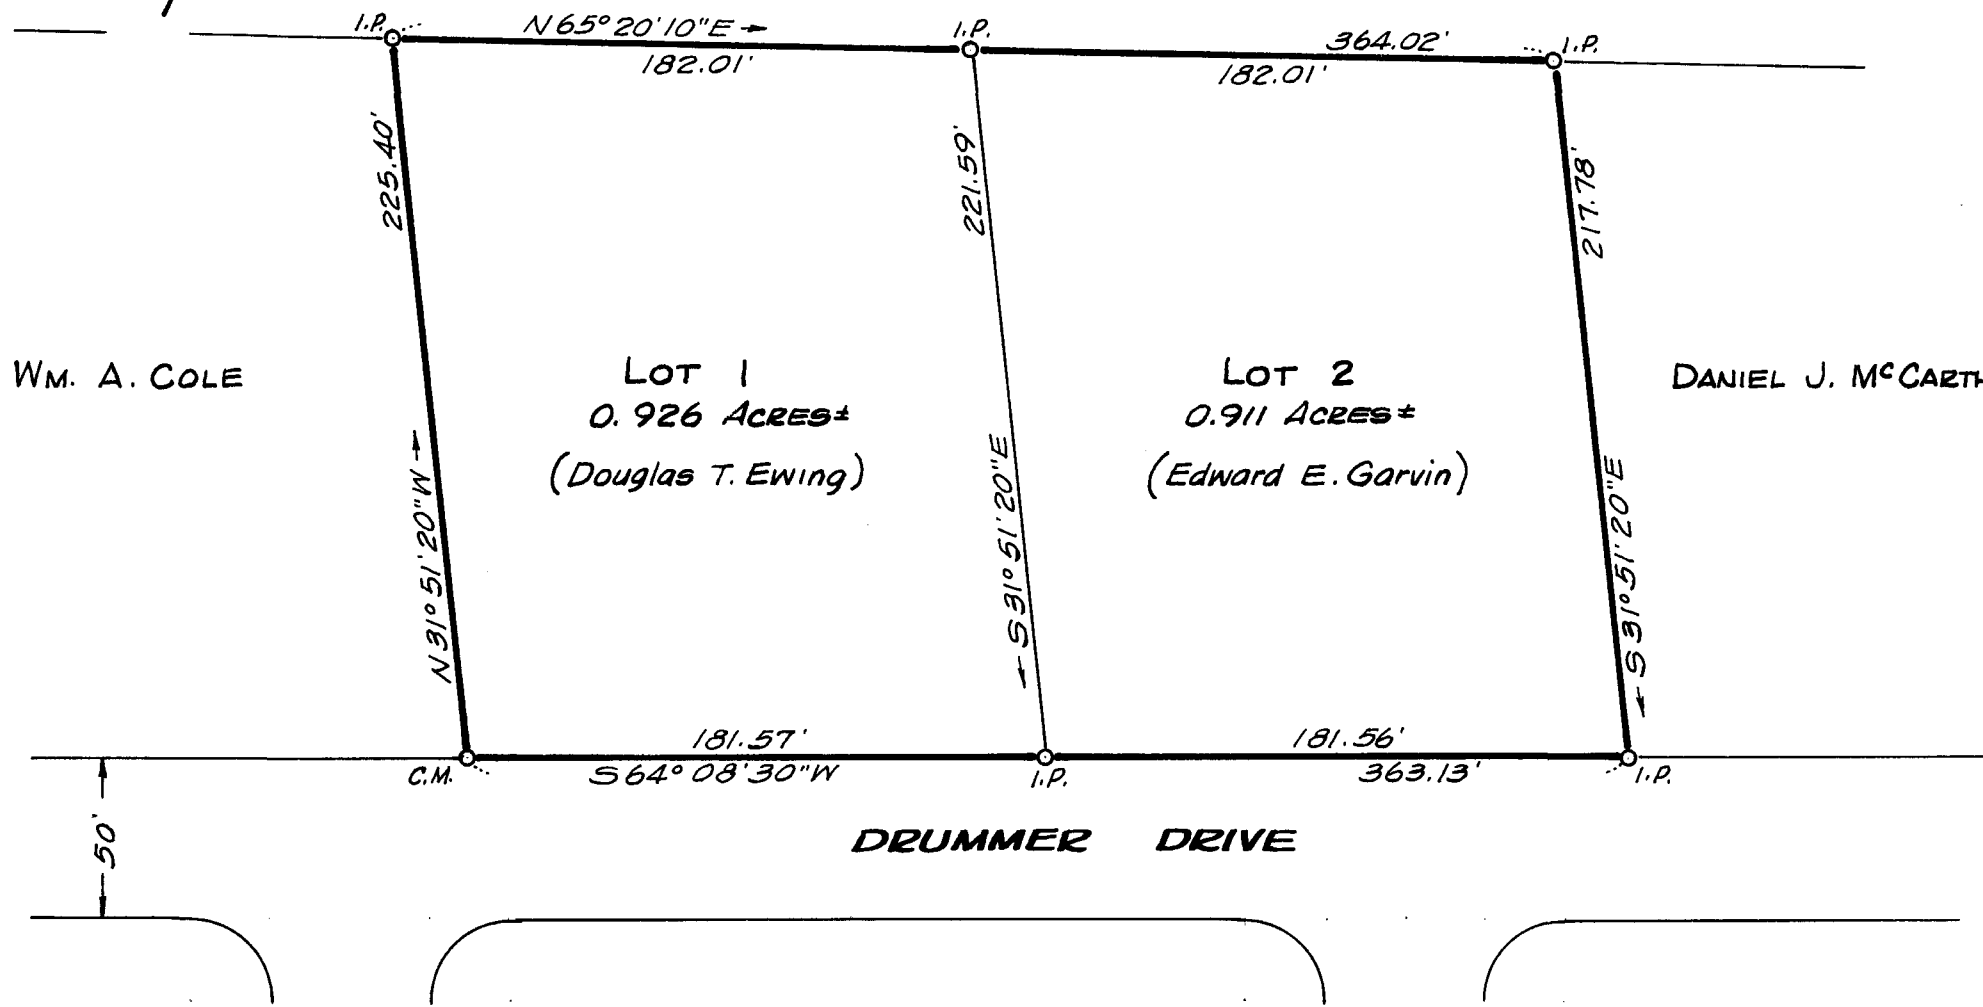 I.P. N65°20'10"E → I.P. 364.02' I.P.
182.01' 182.01'
225.40' 221.59' 217.78'
WM. A. COLE
LOT 1
0.926 ACRES±
(Douglas T. Ewing)
LOT 2
0.911 ACRES±
(Edward E. Garvin)
DANIEL J. McCARTH
N31°51'20"W →
← S31°51'20"E
← S31°51'20"E
181.57' 181.56'
C.M. S64°08'30"W I.P. 363.13' I.P.
50'
DRUMMER DRIVE